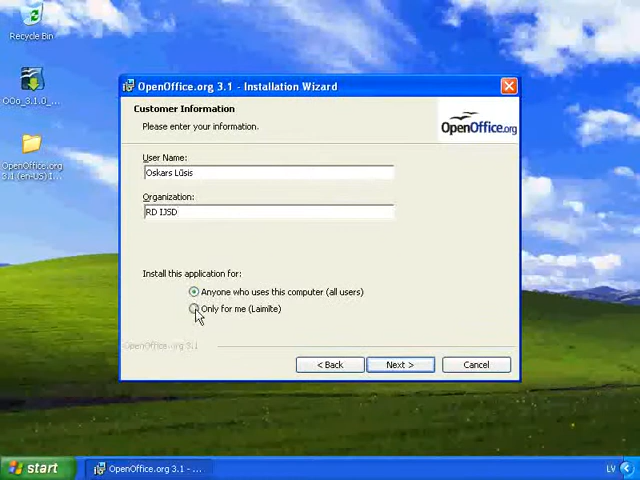 Recycle Bin
OOo_3.1.0_...
OpenOffice.org
3.1 (en-US)1...
OpenOffice.org 3.1 - Installation Wizard
Customer Information
Please enter your information.
OpenOffice.org
User Name:
Oskars Lūsis
Organization:
RD IJSD
Install this application for:
Anyone who uses this computer (all users)
Only for me (Laimīte)
OpenOffice.org 3.1
< Back
Next >
Cancel
start
OpenOffice.org 3.1 - ...
LV